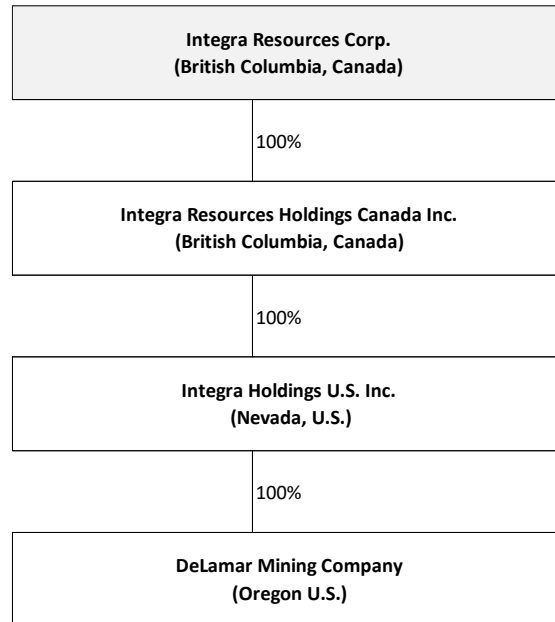 Integra Resources Corp.
(British Columbia, Canada)
100%
Integra Resources Holdings Canada Inc.
(British Columbia, Canada)
100%
Integra Holdings U.S. Inc.
(Nevada, U.S.)
100%
DeLamar Mining Company
(Oregon U.S.)